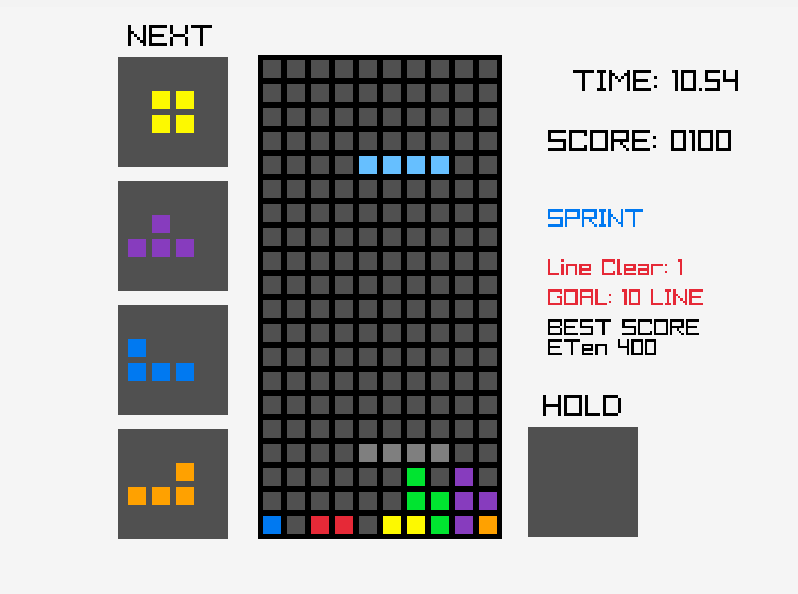 NEXT
TIME: 10.54
SCORE: 0100
SPRINT
Line Clear: 1
GOAL: 10 LINE
BEST SCORE
ETen 400
HOLD